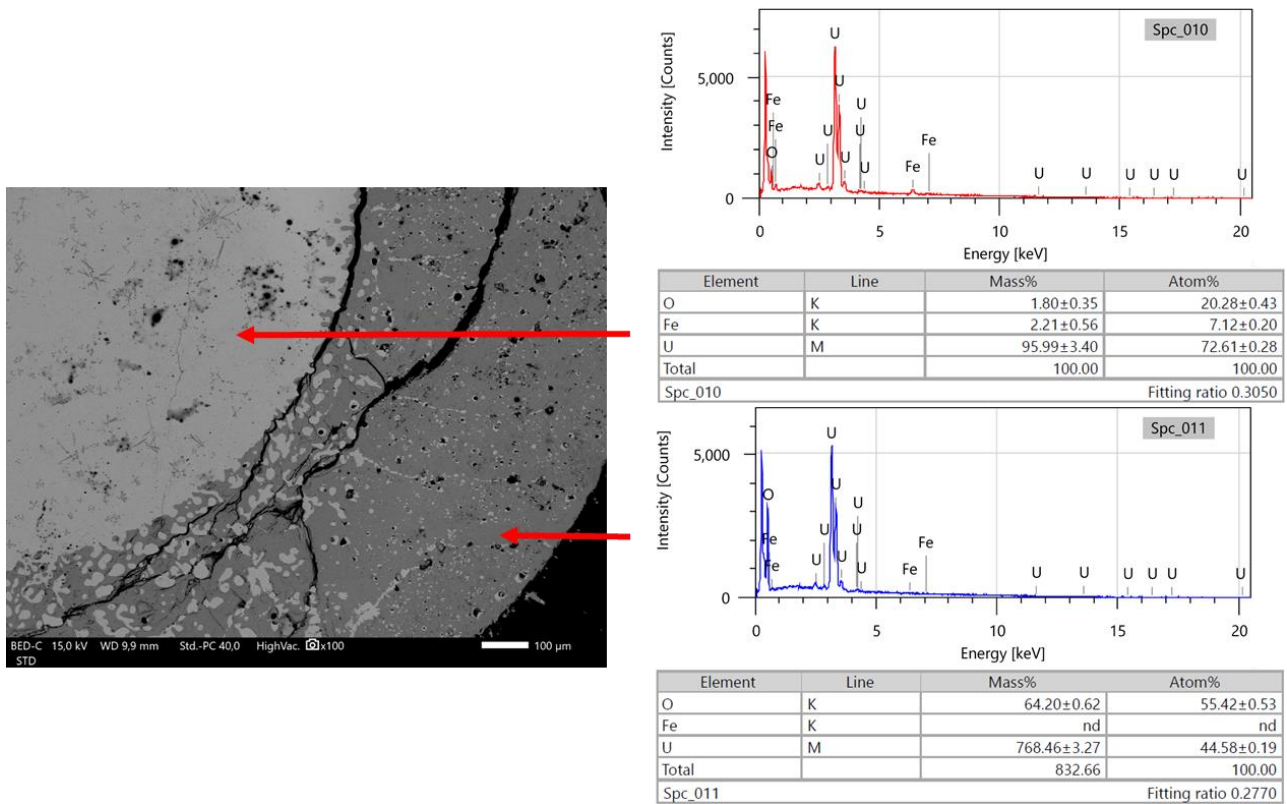 Spc_010
Intensity [Counts]
5,000
0
U
U
Fe
Fe
O
U
U
U
U
U
U
Fe
Fe
U
U
U
U
U
U
0 5 10 15 20
Energy [keV]
Element Line Mass% Atom%
O K 1.80±0.35 20.28±0.43
Fe K 2.21±0.56 7.12±0.20
U M 95.99±3.40 72.61±0.28
Total 100.00 100.00
Spc_010 Fitting ratio 0.3050
Spc_011
Intensity [Counts]
5,000
0
U
O
U
U
Fe
Fe
U
U
U
U
U
Fe
Fe
U
U
U
U
U
U
0 5 10 15 20
Energy [keV]
Element Line Mass% Atom%
O K 64.20±0.62 55.42±0.53
Fe K nd nd
U M 768.46±3.27 44.58±0.19
Total 832.66 100.00
Spc_011 Fitting ratio 0.2770
BED-C 15,0 kV WD 9,9 mm Std.-PC 40,0 HighVac. x100 100 µm
STD